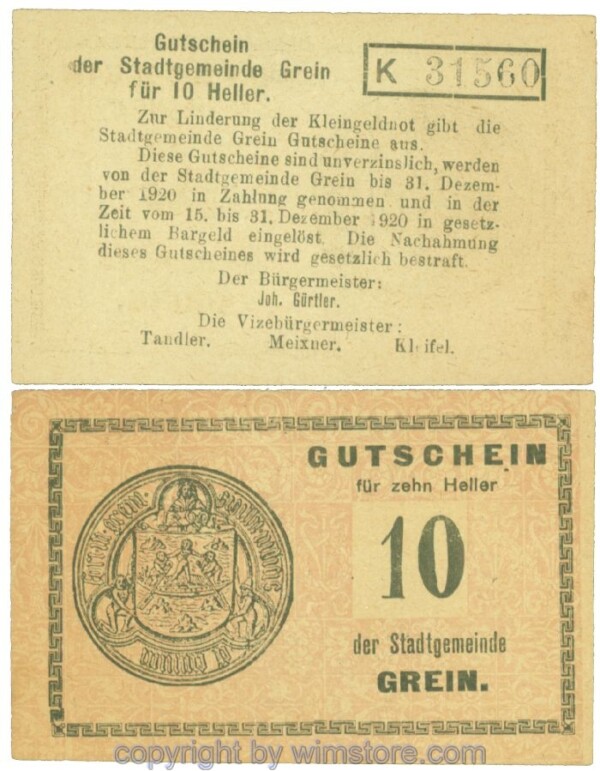 Gutschein
der Stadtgemeinde Grein
für 10 Heller.
K 31560
Zur Linderung der Kleingeldnot gibt die
Stadtgemeinde Grein Gutscheine aus.
Diese Gutscheine sind unverzinslich, werden
von der Stadtgemeinde Grein bis 31. Dezem-
ber 1920 in Zahlung genommen und in der
Zeit vom 15. bis 31. Dezember 1920 in gesetz-
lichem Bargeld eingelöst. Die Nachahmung
dieses Gutscheines wird gesetzlich bestraft.
Der Bürgermeister:
Joh. Gürtler.
Die Vizebürgermeister:
Tandler. Meixner. Kleifel.
GUTSCHEIN
für zehn Heller
10
der Stadtgemeinde
GREIN.
copyright by wimstore.com